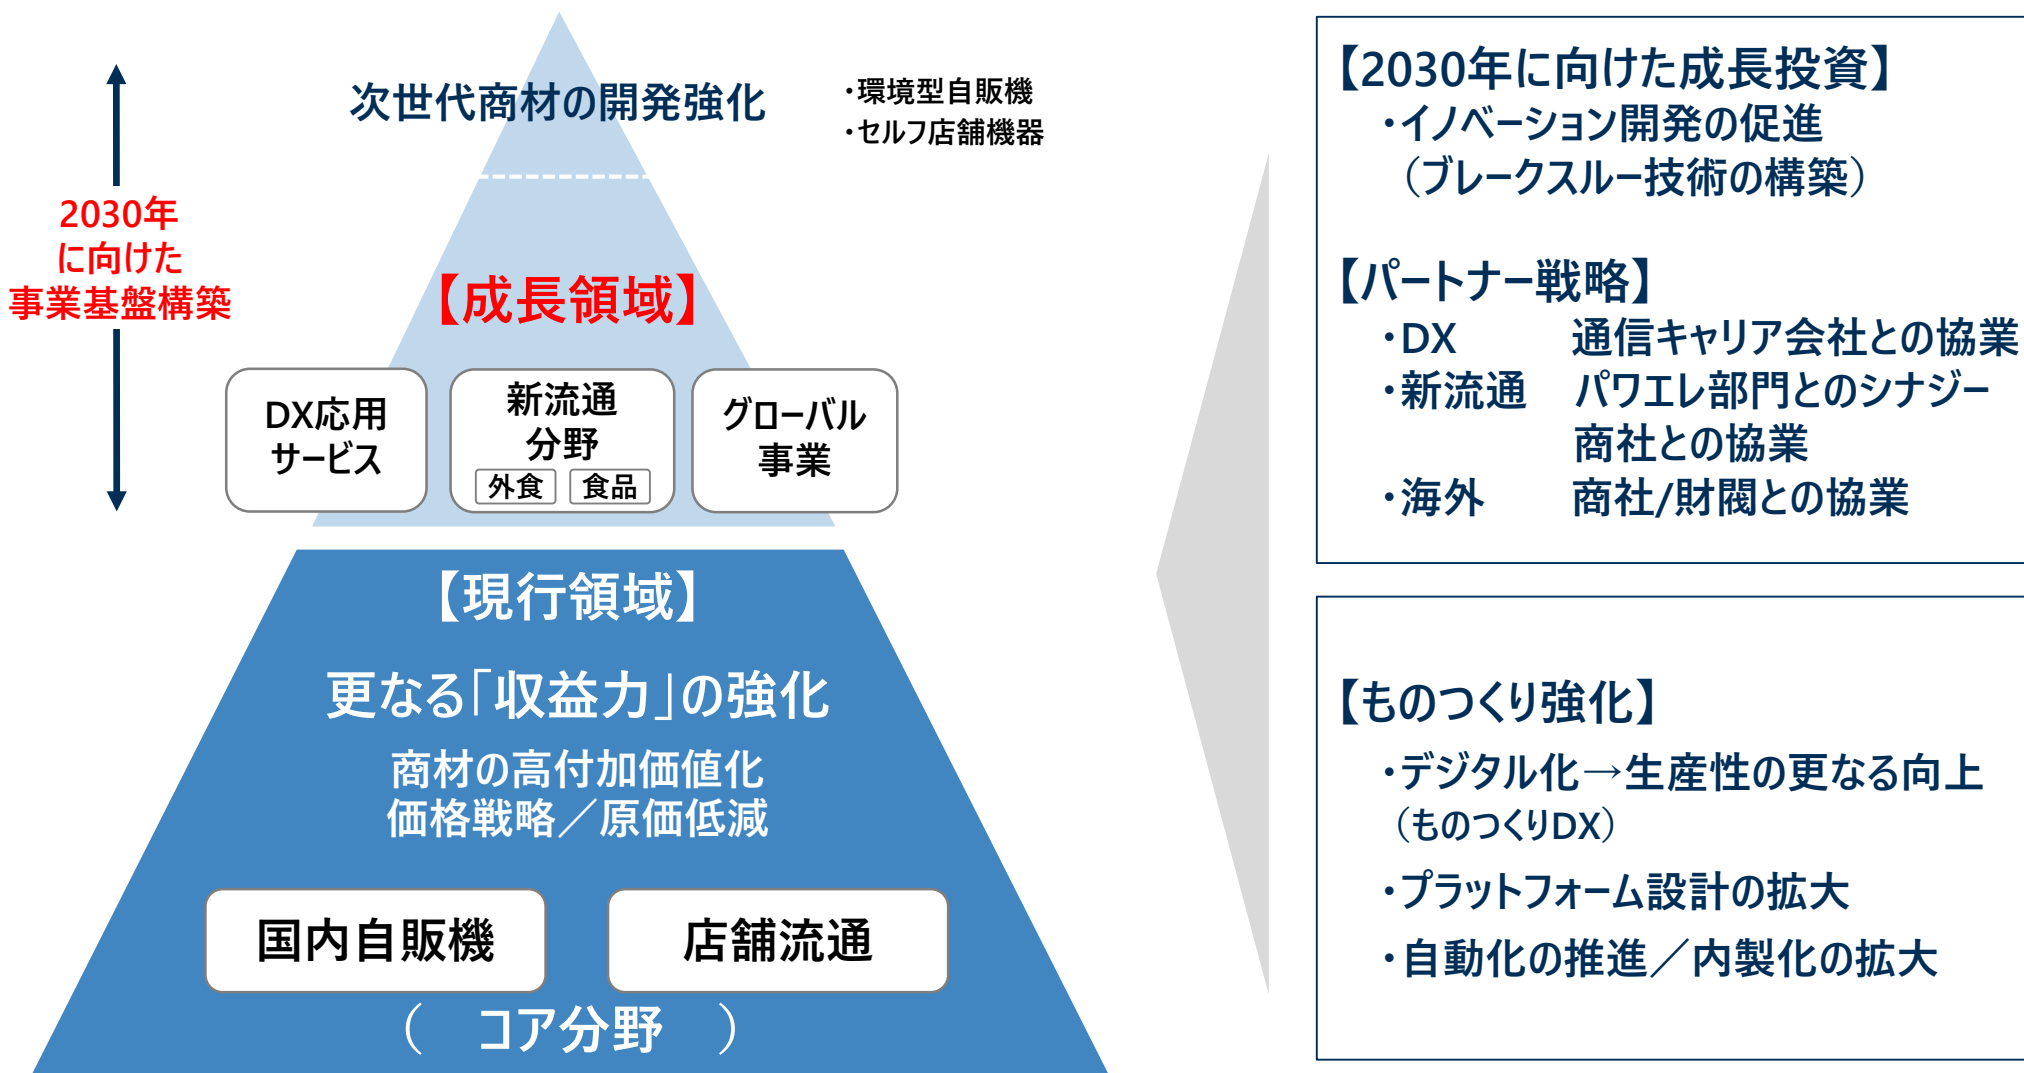 次世代商材の開発強化
・環境型自販機
・セルフ店舗機器
2030年
に向けた
事業基盤構築
【成長領域】
DX応用
サービス
新流通
分野
外食 食品
グローバル
事業
【現行領域】
更なる｢収益力｣の強化
商材の高付加価値化
価格戦略／原価低減
国内自販機
店舗流通
（　コア分野　）
【2030年に向けた成長投資】
・イノベーション開発の促進
（ブレークスルー技術の構築）
【パートナー戦略】
・DX 通信キャリア会社との協業
・新流通 パワエレ部門とのシナジー
商社との協業
・海外 商社/財閥との協業
【ものつくり強化】
・デジタル化→生産性の更なる向上
（ものつくりDX）
・プラットフォーム設計の拡大
・自動化の推進／内製化の拡大